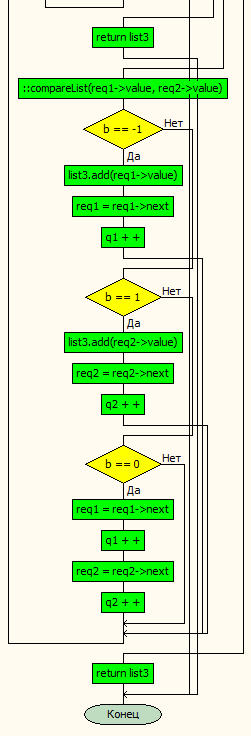 return list3
::compareList(req1->value, req2->value)
b == -1
Нет
Да
list3.add(req1->value)
req1 = req1->next
q1 + +
b == 1
Нет
Да
list3.add(req2->value)
req2 = req2->next
q2 + +
b == 0
Нет
Да
req1 = req1->next
q1 + +
req2 = req2->next
q2 + +
return list3
Конец